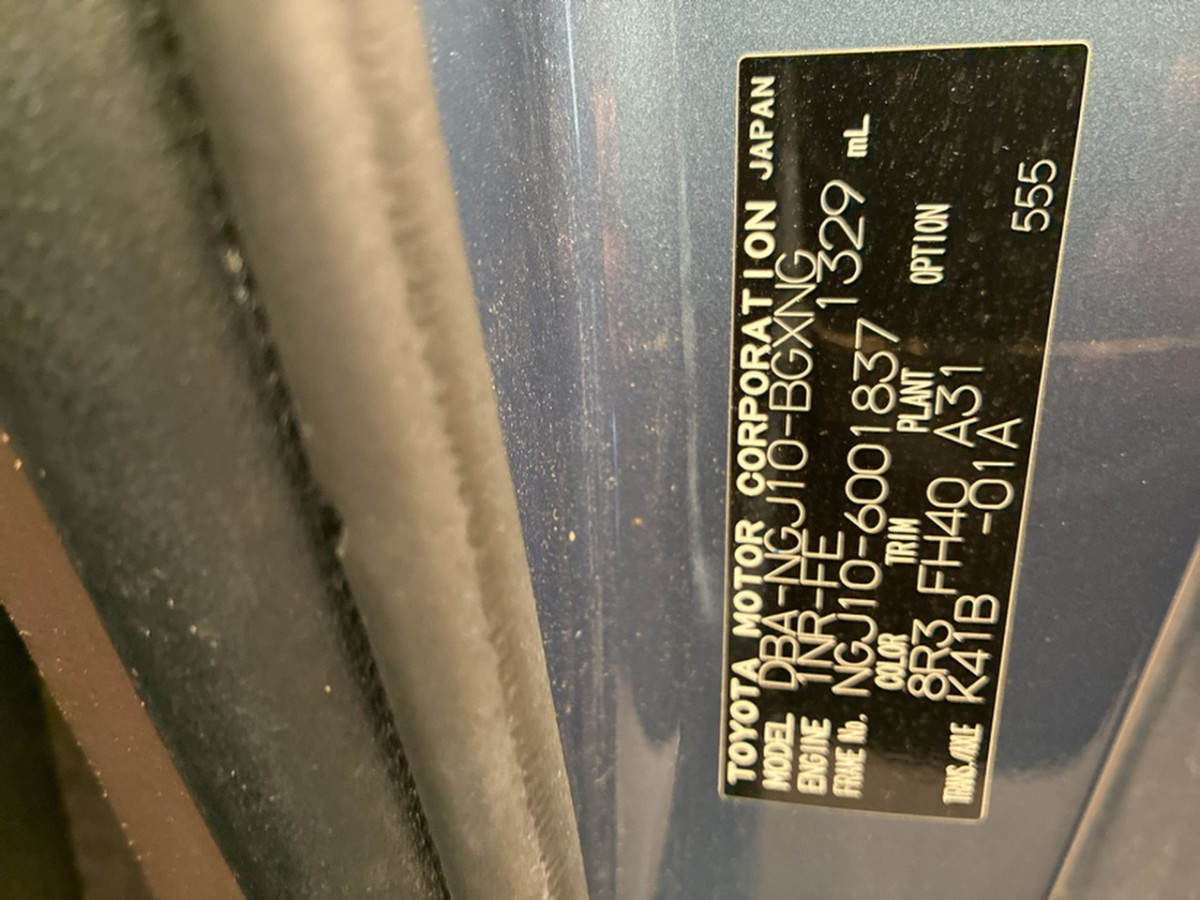 TOYOTA MOTOR CORPORATION JAPAN
MODEL DBA-NGJ10-BGXNG
ENGINE 1NR-FE 1329 mL
FRAME No. NGJ10-6001837
COLOR TRIM PLANT OPTION
8R3 FH40 A31
TRANS./AXLE K41B -01A 555